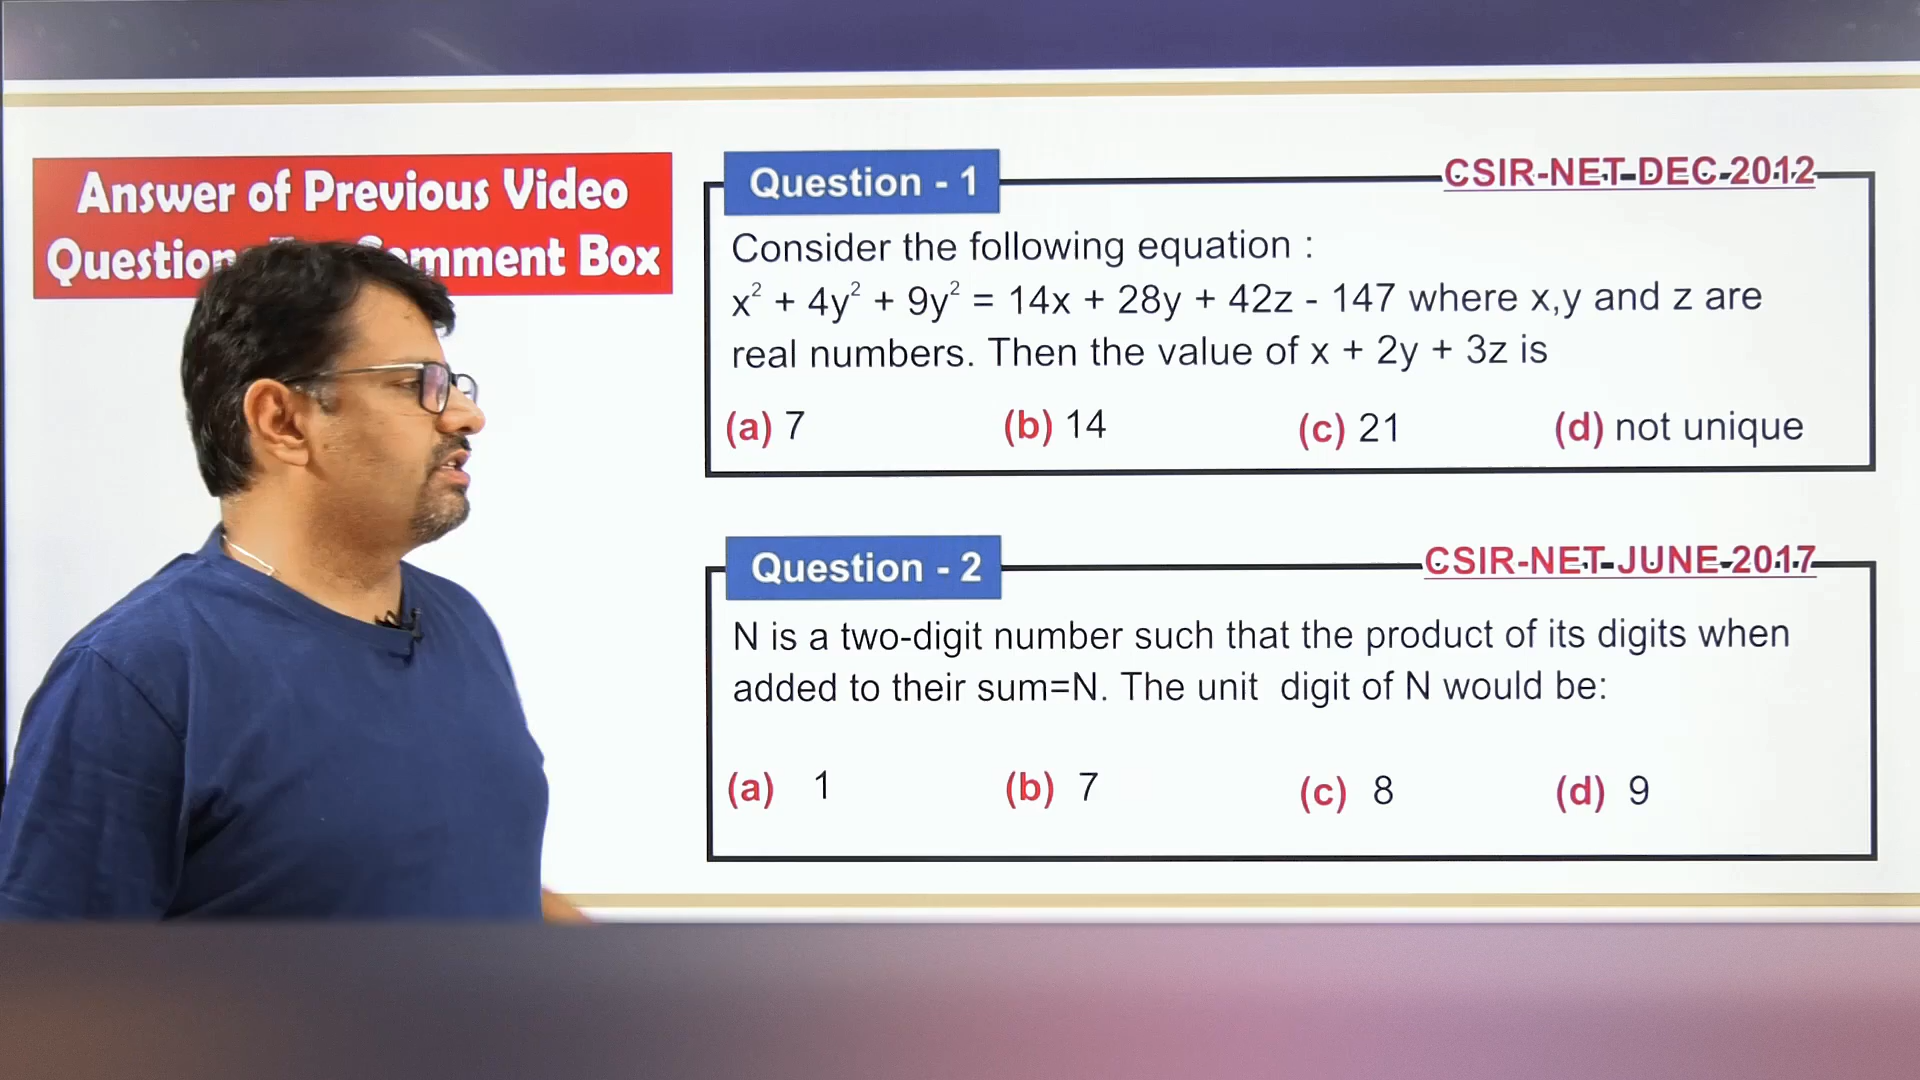 Answer of Previous Video
Comment Box
Question - 1
CSIR-NET-DEC-2012
Consider the following equation :
x² + 4y² + 9y² = 14x + 28y + 42z - 147 where x,y and z are
real numbers. Then the value of x + 2y + 3z is
(a) 7 (b) 14 (c) 21 (d) not unique
Question - 2
CSIR-NET-JUNE-2017
N is a two-digit number such that the product of its digits when
added to their sum=N. The unit digit of N would be:
(a) 1 (b) 7 (c) 8 (d) 9